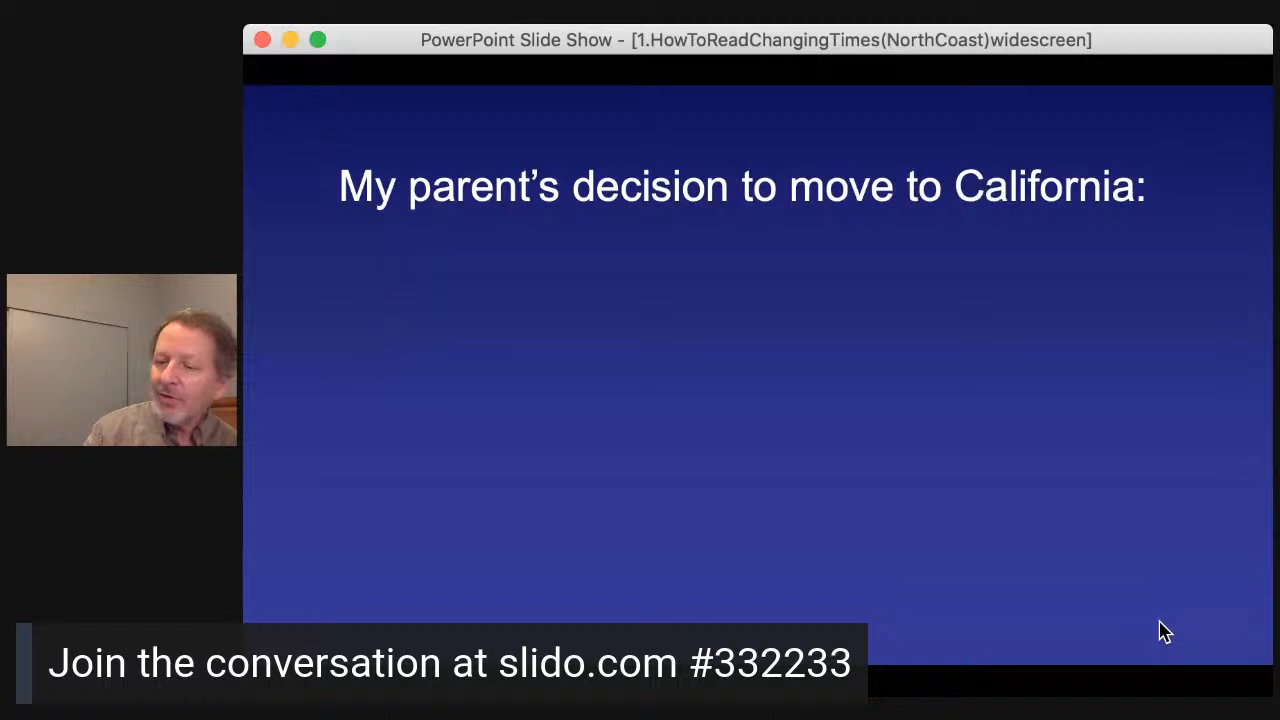 PowerPoint Slide Show - [1.HowToReadChangingTimes(NorthCoast)widescreen]
My parent’s decision to move to California:
Join the conversation at slido.com #332233